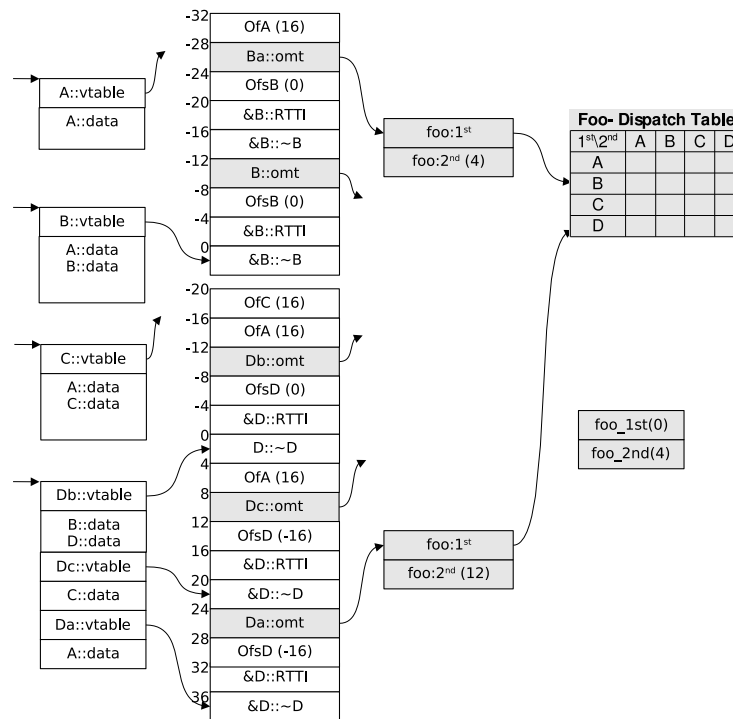 A::vtable
A::data
B::vtable
A::data
B::data
C::vtable
A::data
C::data
Db::vtable
B::data
D::data
Dc::vtable
C::data
Da::vtable
A::data
-32
OfA (16)
-28
Ba::omt
-24
OfsB (0)
-20
&B::RTTI
-16
&B::~B
-12
B::omt
-8
OfsB (0)
-4
&B::RTTI
0
&B::~B
-20
OfC (16)
-16
OfA (16)
-12
Db::omt
-8
OfsD (0)
-4
&D::RTTI
0
D::~D
4
OfA (16)
8
Dc::omt
12
OfsD (-16)
16
&D::RTTI
20
&D::~D
24
Da::omt
28
OfsD (-16)
32
&D::RTTI
36
&D::~D
foo:1st
foo:2nd (4)
foo:1st
foo:2nd (12)
Foo- Dispatch Table
1st\2nd A B C D
A
B
C
D
foo_1st(0)
foo_2nd(4)